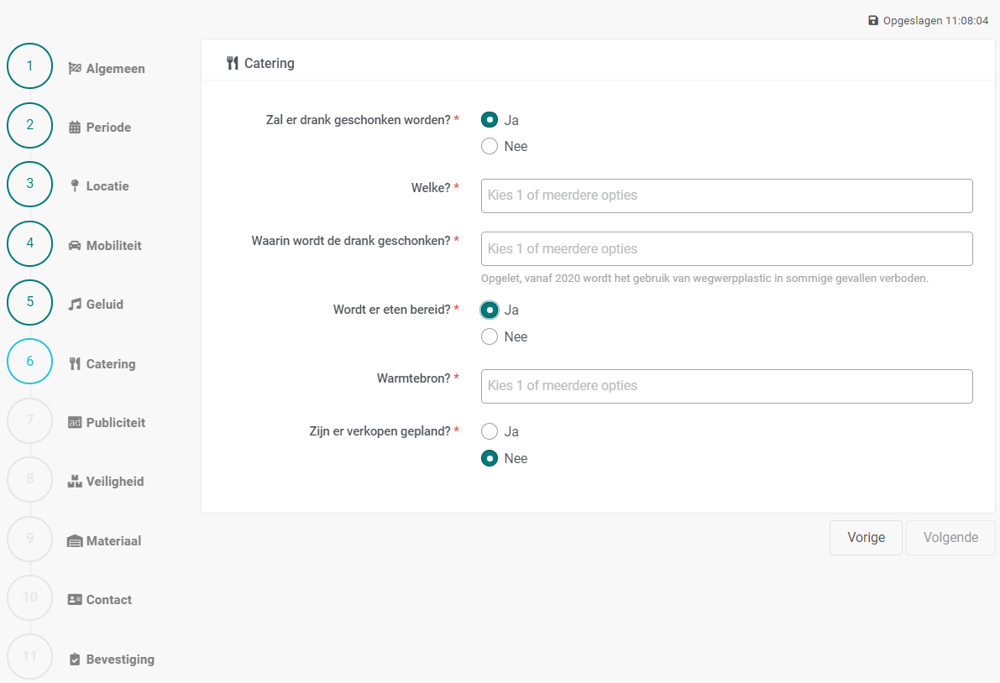 Opgeslagen 11:08:04
1 Algemeen
2 Periode
3 Locatie
4 Mobiliteit
5 Geluid
6 Catering
7 Publiciteit
8 Veiligheid
9 Materiaal
10 Contact
11 Bevestiging
Catering
Zal er drank geschonken worden? * Ja
Nee
Welke? * Kies 1 of meerdere opties
Waarin wordt de drank geschonken? * Kies 1 of meerdere opties
Opgelet, vanaf 2020 wordt het gebruik van wegwerpplastic in sommige gevallen verboden.
Wordt er eten bereid? * Ja
Nee
Warmtebron? * Kies 1 of meerdere opties
Zijn er verkopen gepland? * Ja
Nee
Vorige Volgende